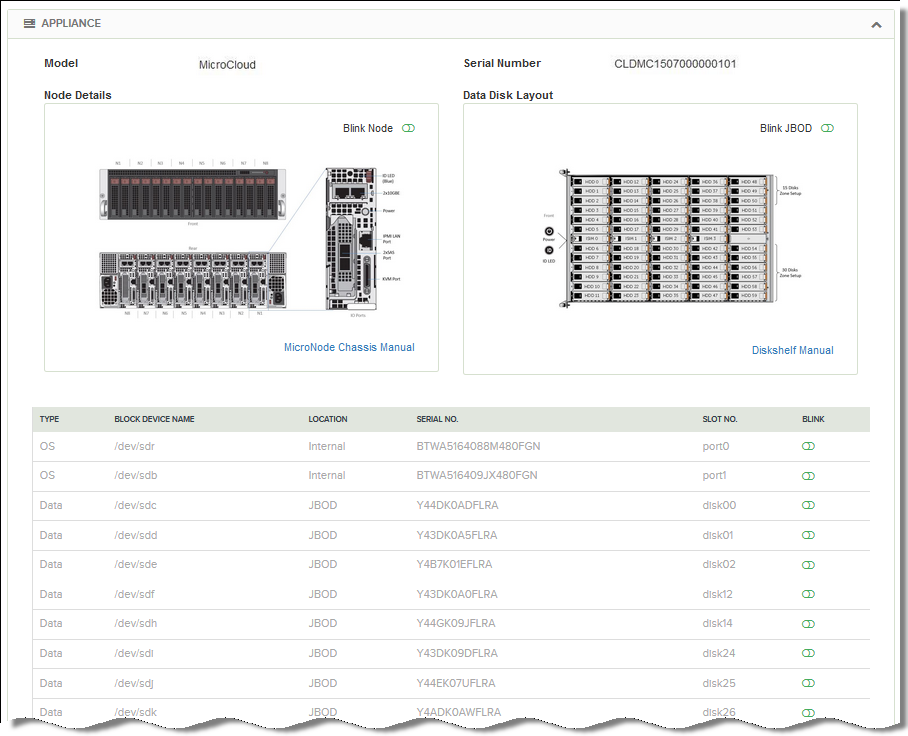 APPLIANCE
Model MicroCloud Serial Number CLDMC1507000000101
Node Details Data Disk Layout
Blink Node Blink JBOD
N1 N2 N3 N4 N5 N6 N7 N8
Front
Rear
N8 N7 N6 N5 N4 N3 N2 N1
ID LED
(Blue)
2x10GBE
Power
IPMI LAN
Port
2xSAS
Port
KVM Port
IO Ports
Front
Power
ID LED
HDD 0 HDD 12 HDD 24 HDD 36 HDD 48
HDD 1 HDD 13 HDD 25 HDD 37 HDD 49
HDD 2 HDD 14 HDD 26 HDD 38 HDD 50
HDD 3 HDD 15 HDD 27 HDD 39 HDD 51
HDD 4 HDD 16 HDD 28 HDD 40 HDD 52
HDD 5 HDD 17 HDD 29 HDD 41 HDD 53
ISIM 0 ISIM 1 ISIM 2 ISIM 3
HDD 6 HDD 18 HDD 30 HDD 42 HDD 54
HDD 7 HDD 19 HDD 31 HDD 43 HDD 55
HDD 8 HDD 20 HDD 32 HDD 44 HDD 56
HDD 9 HDD 21 HDD 33 HDD 45 HDD 57
HDD 10 HDD 22 HDD 34 HDD 46 HDD 58
HDD 11 HDD 23 HDD 35 HDD 47 HDD 59
15 Disks
Zone Setup
30 Disks
Zone Setup
MicroNode Chassis Manual Diskshelf Manual
TYPE BLOCK DEVICE NAME LOCATION SERIAL NO. SLOT NO. BLINK
OS /dev/sdr Internal BTWA5164088M480FGN port0
OS /dev/sdb Internal BTWA516409JX480FGN port1
Data /dev/sdc JBOD Y44DK0ADFLRA disk00
Data /dev/sdd JBOD Y43DK0A5FLRA disk01
Data /dev/sde JBOD Y4B7K01EFLRA disk02
Data /dev/sdf JBOD Y43DK0A0FLRA disk12
Data /dev/sdh JBOD Y44GK09JFLRA disk14
Data /dev/sdi JBOD Y43DK09DFLRA disk24
Data /dev/sdj JBOD Y44EK07UFLRA disk25
Data /dev/sdk JBOD Y4ADK0AWFLRA disk26